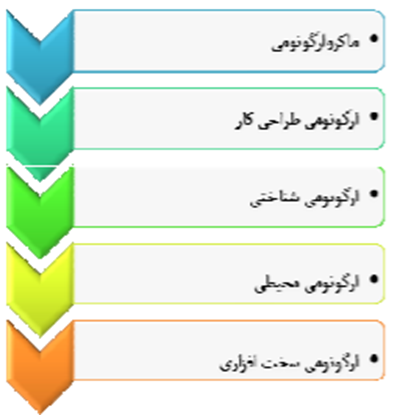 • ماکروارگونومی
• ارگونومی طراحی کار
• ارگونومی شناختی
• ارگونومی محیطی
• ارگونومی سخت افزاری